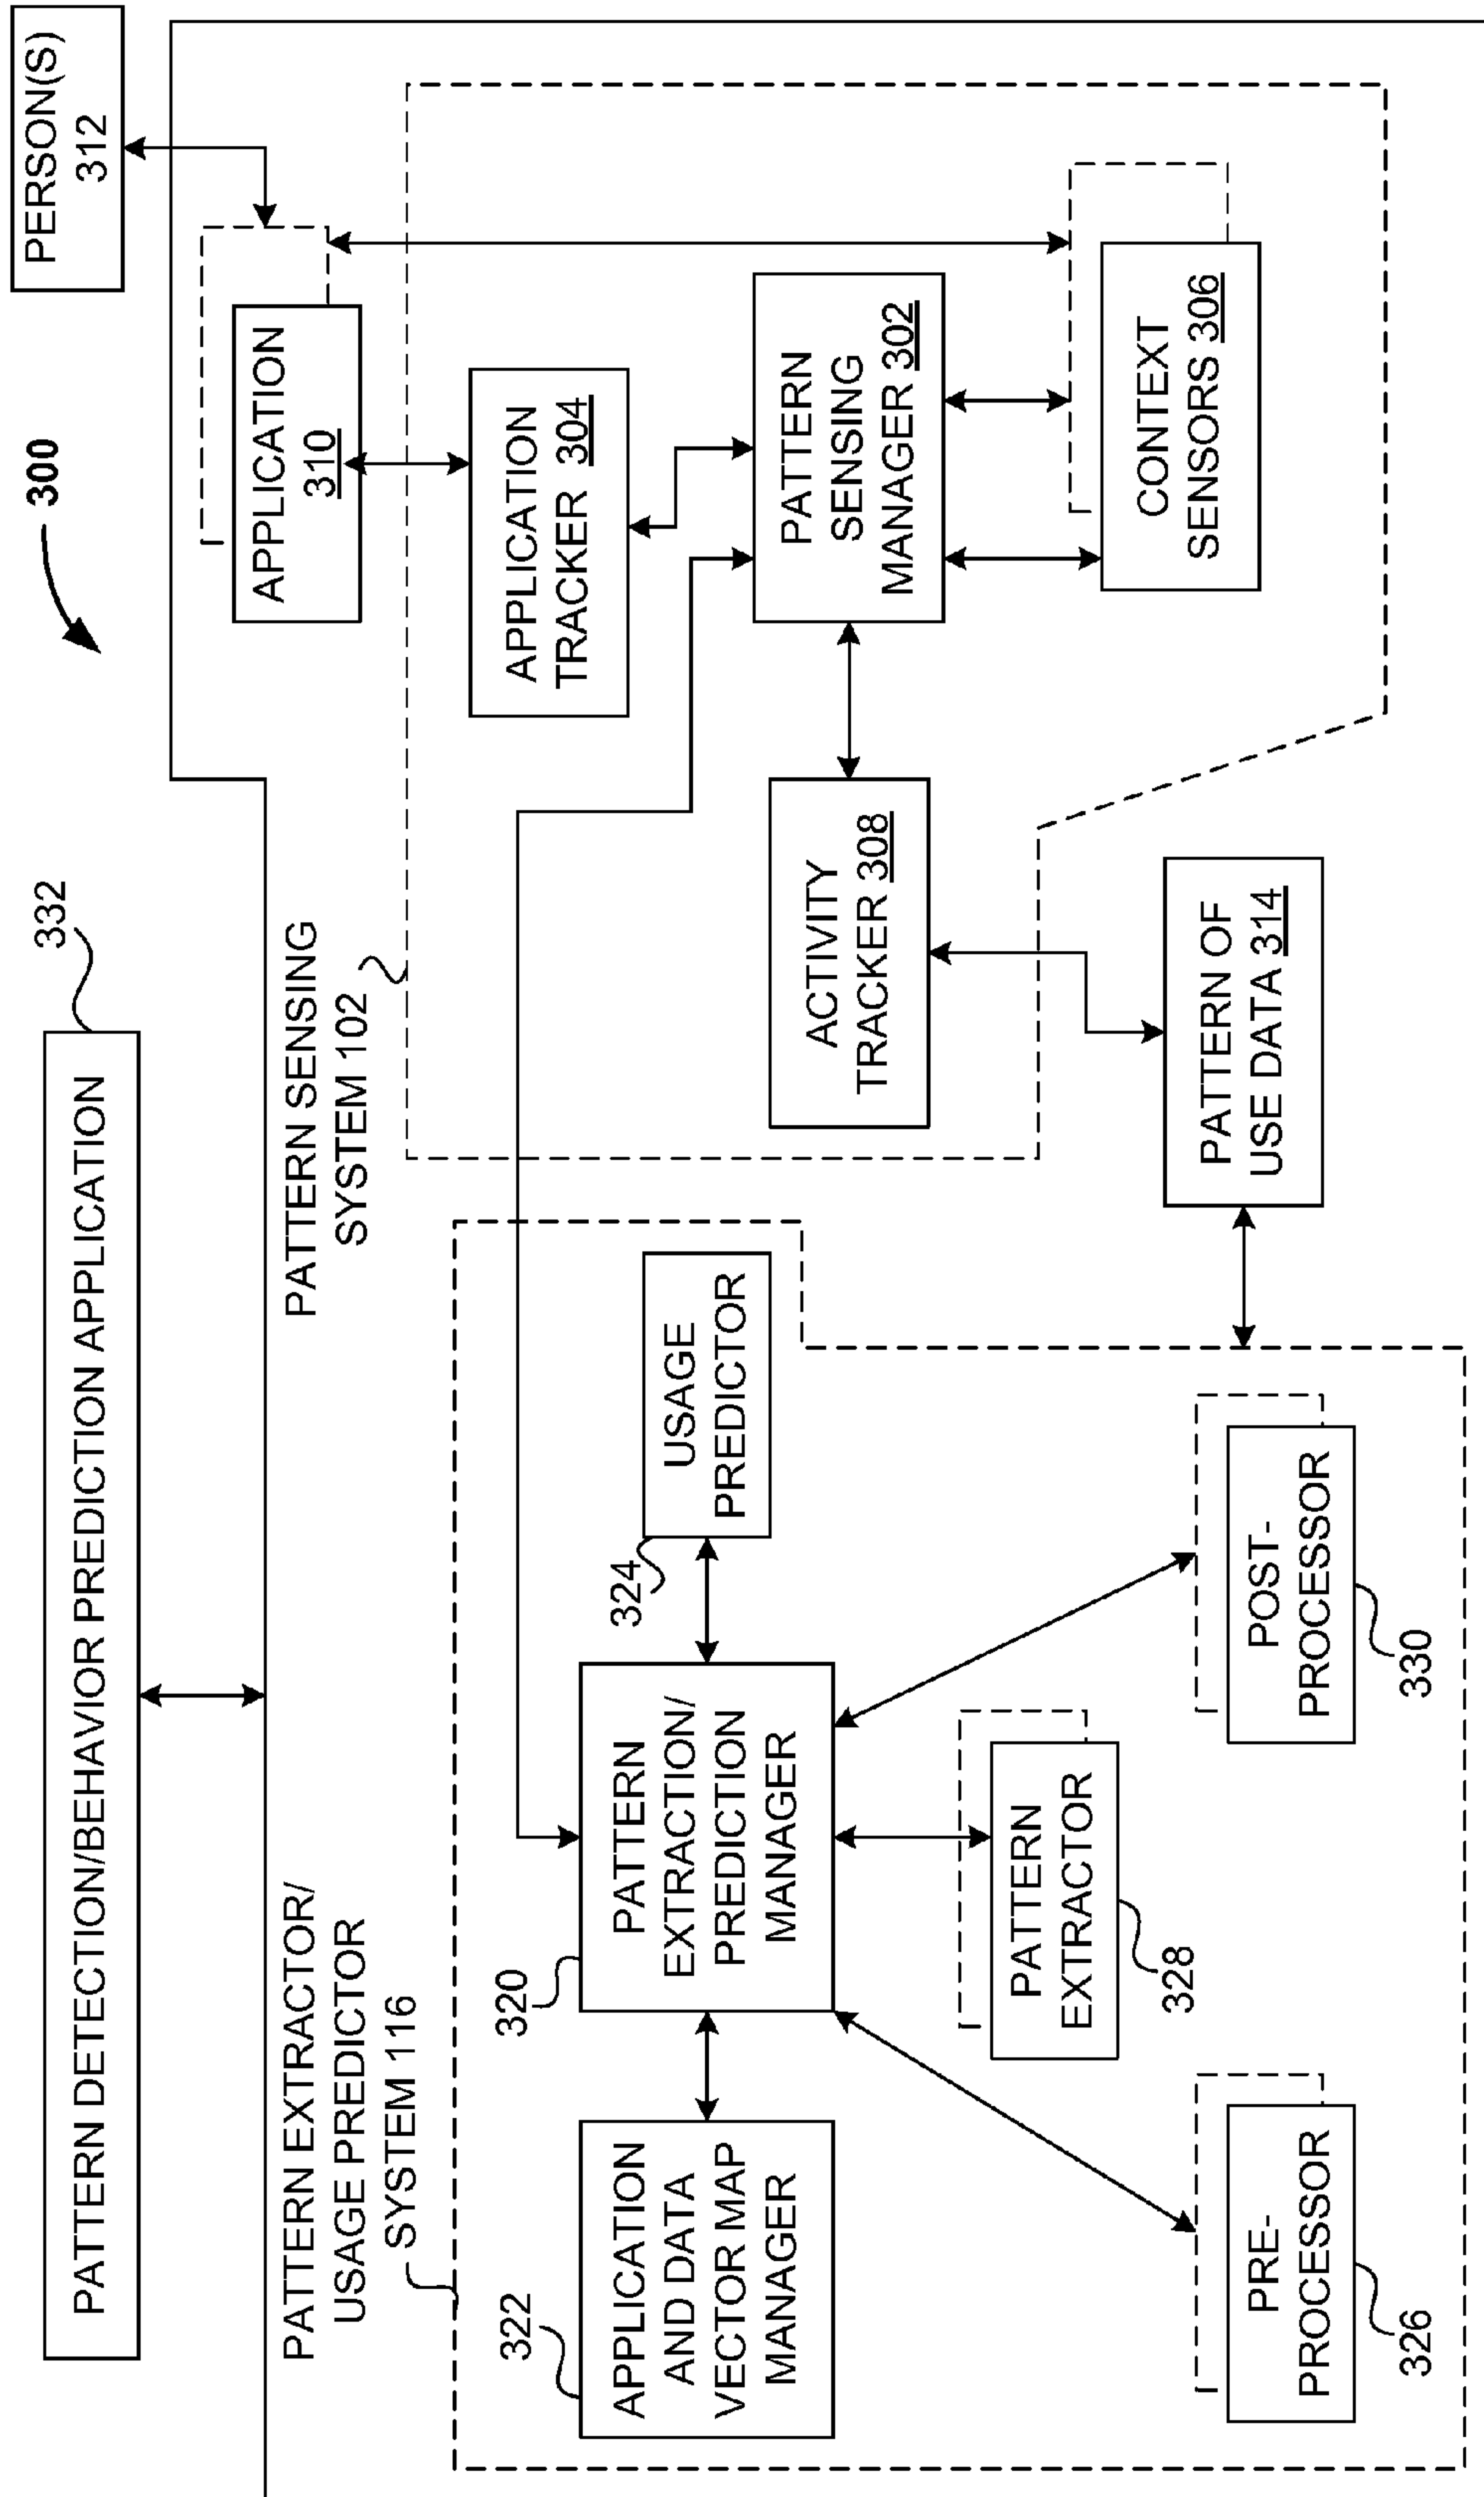 300
332
PATTERN DETECTION/BEHAVIOR PREDICTION APPLICATION
PERSON(S)
312
PATTERN EXTRACTOR/
USAGE PREDICTOR
SYSTEM 116
PATTERN SENSING
SYSTEM 102
APPLICATION
310
APPLICATION
TRACKER 304
PATTERN
SENSING
MANAGER 302
CONTEXT
SENSORS 306
ACTIVITY
TRACKER 308
PATTERN OF
USE DATA 314
322
APPLICATION
AND DATA
VECTOR MAP
MANAGER
320
PATTERN
EXTRACTION/
PREDICTION
MANAGER
324
USAGE
PREDICTOR
PRE-
PROCESSOR
326
PATTERN
EXTRACTOR
328
POST-
PROCESSOR
330